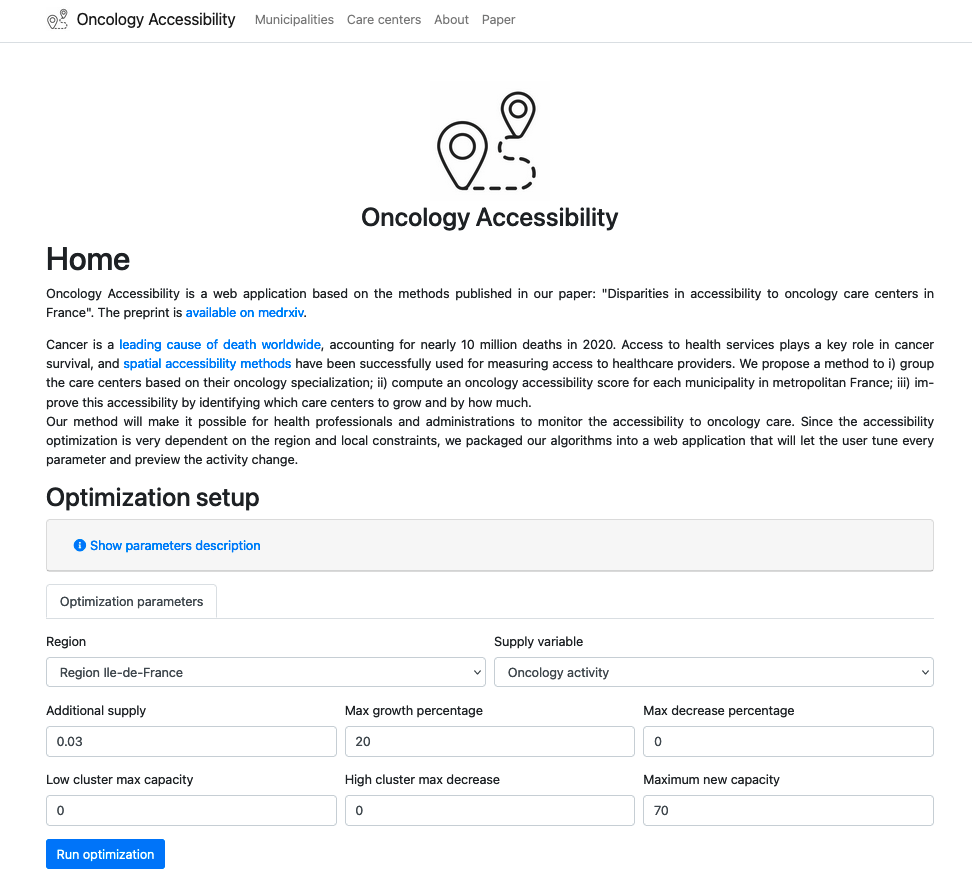 Oncology Accessibility Municipalities Care centers About Paper
Oncology Accessibility
Home
Oncology Accessibility is a web application based on the methods published in our paper: "Disparities in accessibility to oncology care centers in
France". The preprint is available on medrxiv.
Cancer is a leading cause of death worldwide, accounting for nearly 10 million deaths in 2020. Access to health services plays a key role in cancer
survival, and spatial accessibility methods have been successfully used for measuring access to healthcare providers. We propose a method to i) group
the care centers based on their oncology specialization; ii) compute an oncology accessibility score for each municipality in metropolitan France; iii) im-
prove this accessibility by identifying which care centers to grow and by how much.
Our method will make it possible for health professionals and administrations to monitor the accessibility to oncology care. Since the accessibility
optimization is very dependent on the region and local constraints, we packaged our algorithms into a web application that will let the user tune every
parameter and preview the activity change.
Optimization setup
Show parameters description
Optimization parameters
Region Supply variable
Region Ile-de-France Oncology activity
Additional supply Max growth percentage Max decrease percentage
0.03 20 0
Low cluster max capacity High cluster max decrease Maximum new capacity
0 0 70
Run optimization